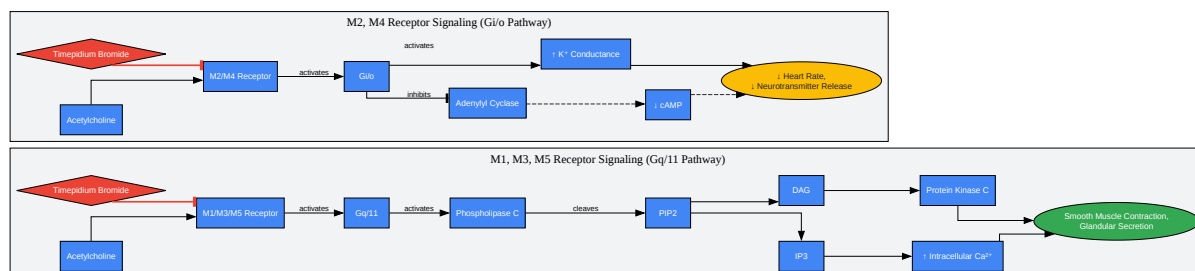 M2, M4 Receptor Signaling (Gi/o Pathway)
Timepidium Bromide
activates
↑ K⁺ Conductance
M2/M4 Receptor
activates
Gi/o
↓ Heart Rate,
↓ Neurotransmitter Release
inhibits
Adenylyl Cyclase
↓ cAMP
Acetylcholine
M1, M3, M5 Receptor Signaling (Gq/11 Pathway)
Timepidium Bromide
DAG
Protein Kinase C
M1/M3/M5 Receptor
activates
Gq/11
activates
Phospholipase C
cleaves
PIP2
Smooth Muscle Contraction,
Glandular Secretion
Acetylcholine
IP3
↑ Intracellular Ca²⁺